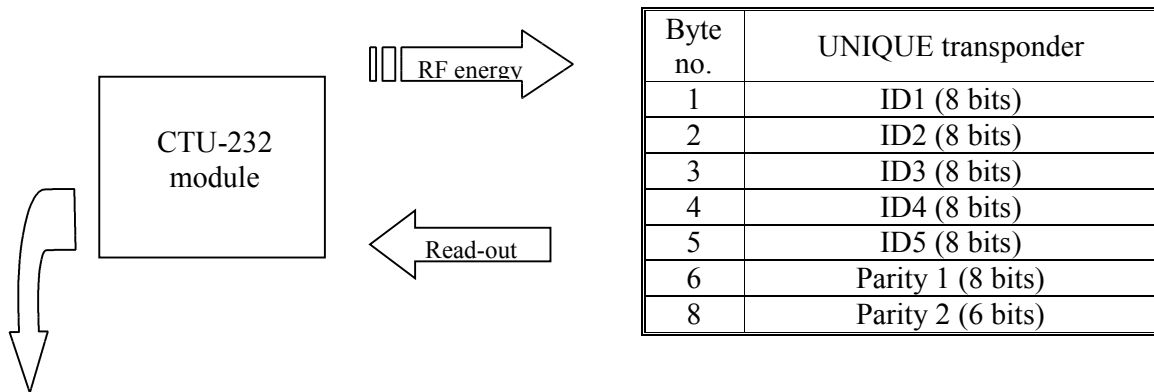 CTU-232
module
RF energy
Read-out
Byte
no.
UNIQUE transponder
1 ID1 (8 bits)
2 ID2 (8 bits)
3 ID3 (8 bits)
4 ID4 (8 bits)
5 ID5 (8 bits)
6 Parity 1 (8 bits)
8 Parity 2 (6 bits)